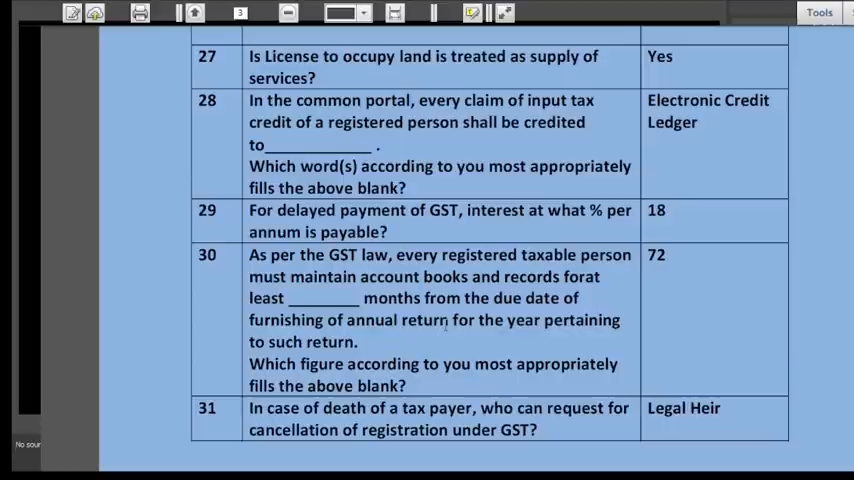 3
Tools
27 Is License to occupy land is treated as supply of Yes
services?
28 In the common portal, every claim of input tax Electronic Credit
credit of a registered person shall be credited Ledger
to____________ .
Which word(s) according to you most appropriately
fills the above blank?
29 For delayed payment of GST, interest at what % per 18
annum is payable?
30 As per the GST law, every registered taxable person 72
must maintain account books and records forat
least ________ months from the due date of
furnishing of annual return for the year pertaining
to such return.
Which figure according to you most appropriately
fills the above blank?
31 In case of death of a tax payer, who can request for Legal Heir
cancellation of registration under GST?
No sour